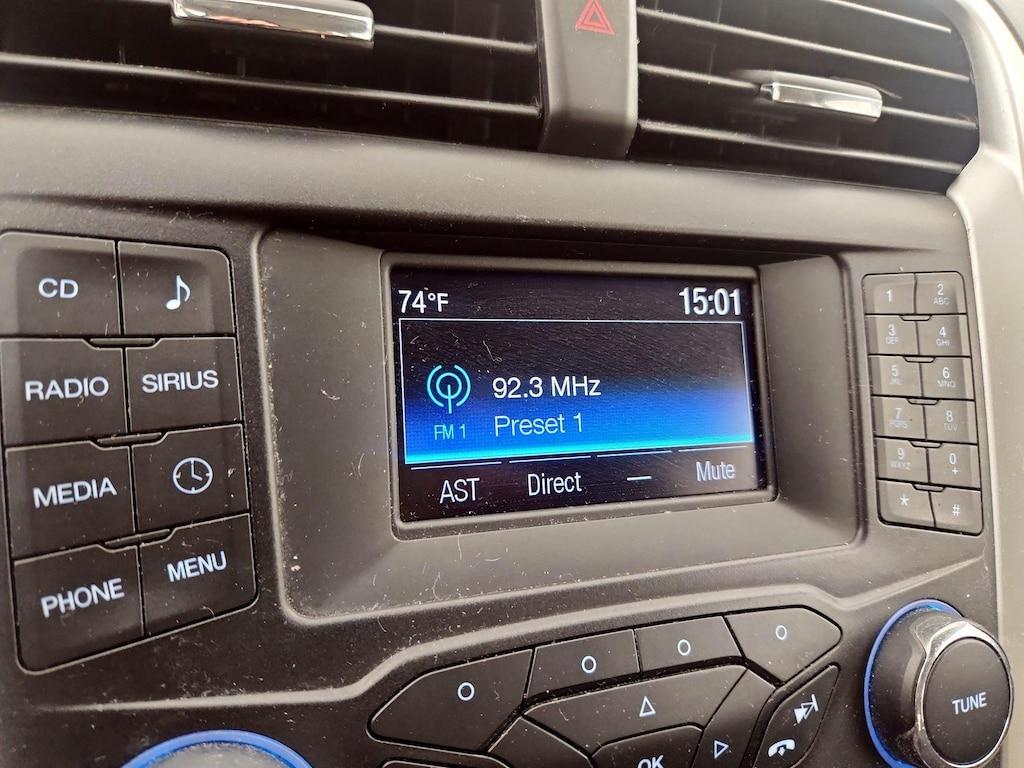 CD
RADIO
SIRIUS
MEDIA
PHONE
MENU
74°F
15:01
92.3 MHz
FM 1
Preset 1
AST
Direct
Mute
1
2
ABC
3
DEF
4
GHI
5
JKL
6
MNO
7
PQRS
8
TUV
9
WXYZ
0
+
*
#
OK
TUNE